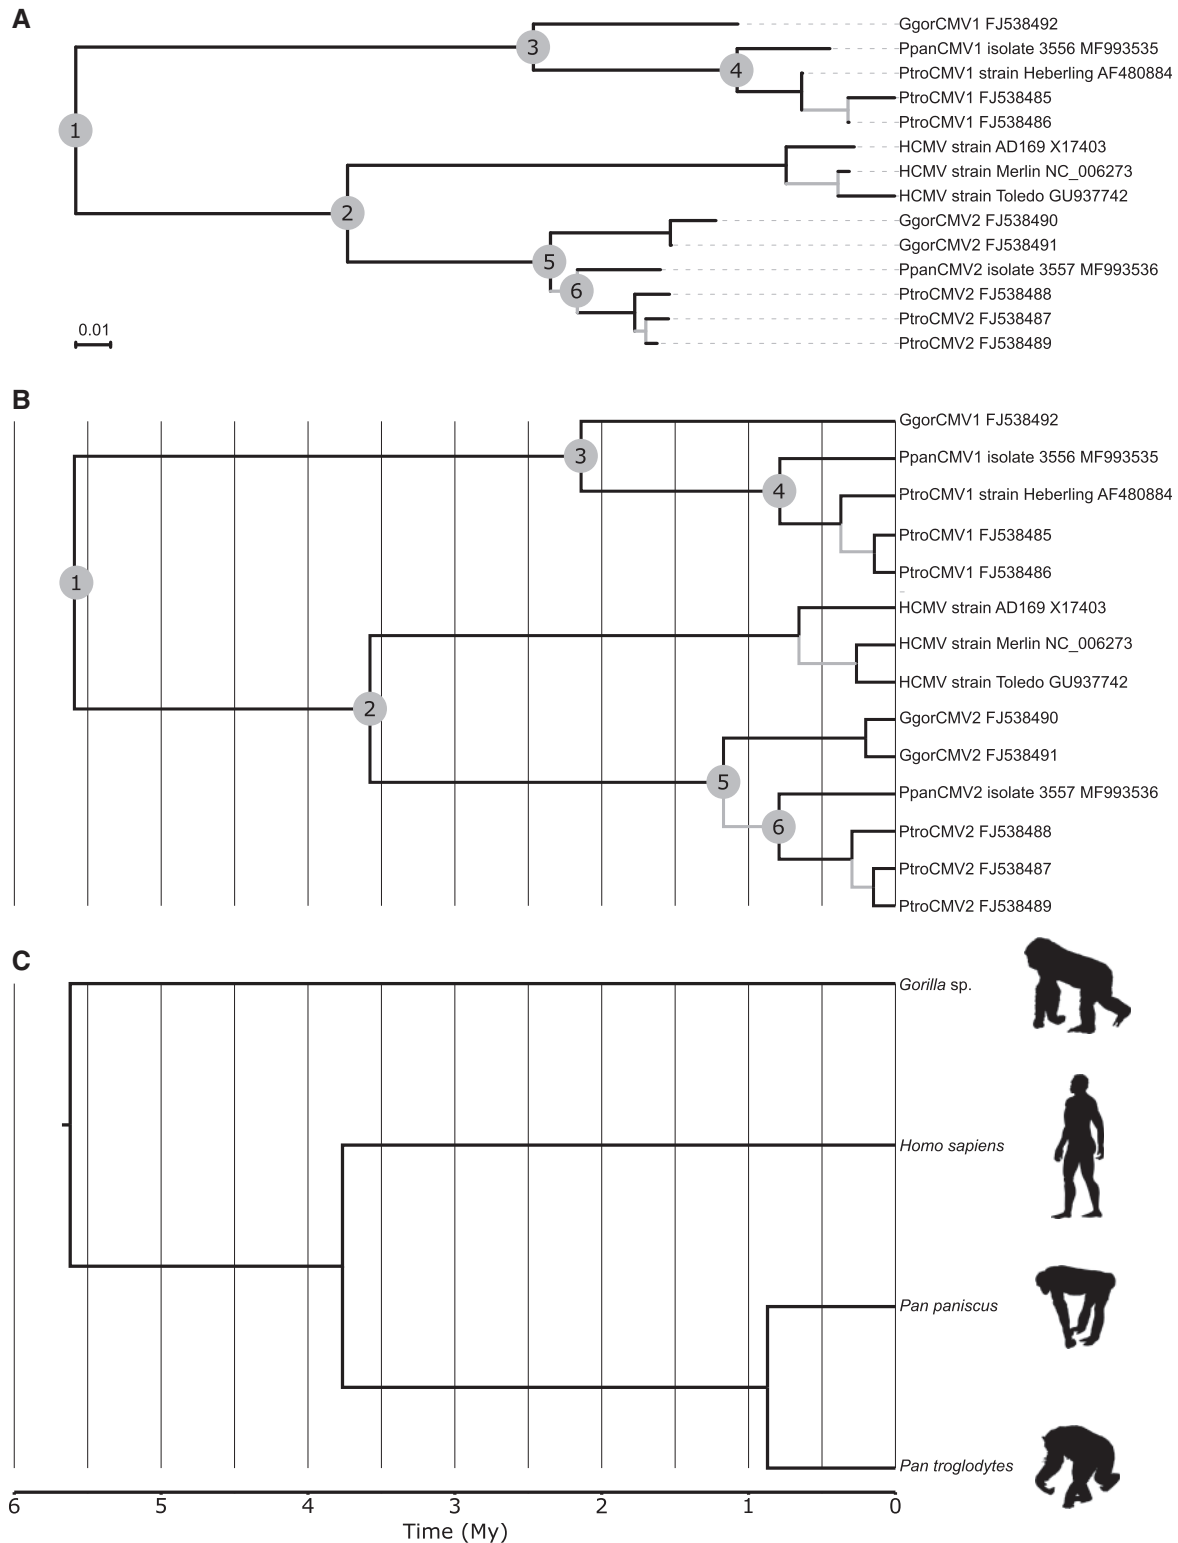 A
GgorCMV1 FJ538492
PpanCMV1 isolate 3556 MF993535
PtroCMV1 strain Heberling AF480884
PtroCMV1 FJ538485
PtroCMV1 FJ538486
HCMV strain AD169 X17403
HCMV strain Merlin NC_006273
HCMV strain Toledo GU937742
GgorCMV2 FJ538490
GgorCMV2 FJ538491
PpanCMV2 isolate 3557 MF993536
PtroCMV2 FJ538488
PtroCMV2 FJ538487
PtroCMV2 FJ538489
3
4
1
2
5
6
0.01
B
GgorCMV1 FJ538492
PpanCMV1 isolate 3556 MF993535
PtroCMV1 strain Heberling AF480884
PtroCMV1 FJ538485
PtroCMV1 FJ538486
HCMV strain AD169 X17403
HCMV strain Merlin NC_006273
HCMV strain Toledo GU937742
GgorCMV2 FJ538490
GgorCMV2 FJ538491
PpanCMV2 isolate 3557 MF993536
PtroCMV2 FJ538488
PtroCMV2 FJ538487
PtroCMV2 FJ538489
3
4
1
2
5
6
C
Gorilla sp.
Homo sapiens
Pan paniscus
Pan troglodytes
6 5 4 3 2 1 0
Time (My)